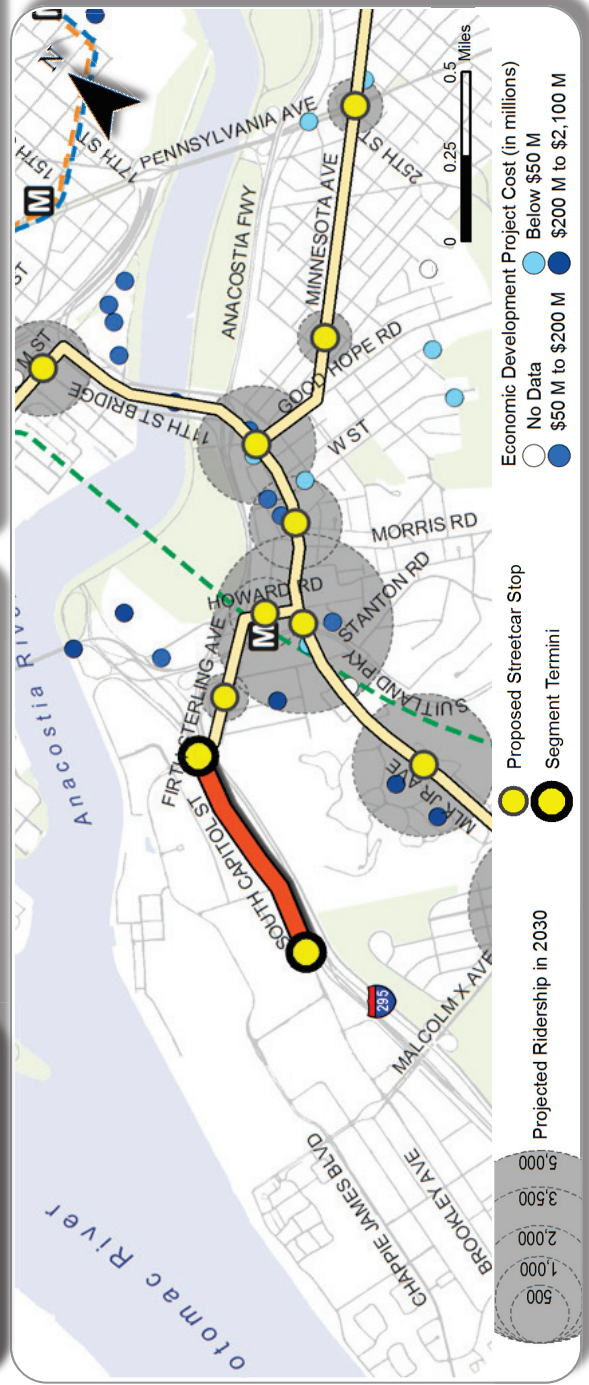 N
15TH ST
17TH ST
PENNSYLVANIA AVE
M
ST
M ST
11TH ST BRIDGE
ANACOSTIA FWY
MINNESOTA AVE
25TH ST
GOOD HOPE RD
W ST
MORRIS RD
HOWARD RD
M
STANTON RD
SUITLAND PKY
FIRTH STERLING AVE
SOUTH CAPITOL ST
MLK JR AVE
Anacostia River
295
MALCOLM X AVE
CHAPPIE JAMES BLVD
BROOKLEY AVE
otomac River
0 0.25 0.5
Miles
500
1,000
2,000
3,500
5,000
Projected Ridership in 2030
Proposed Streetcar Stop
Segment Termini
Economic Development Project Cost (in millions)
No Data
Below $50 M
$50 M to $200 M
$200 M to $2,100 M